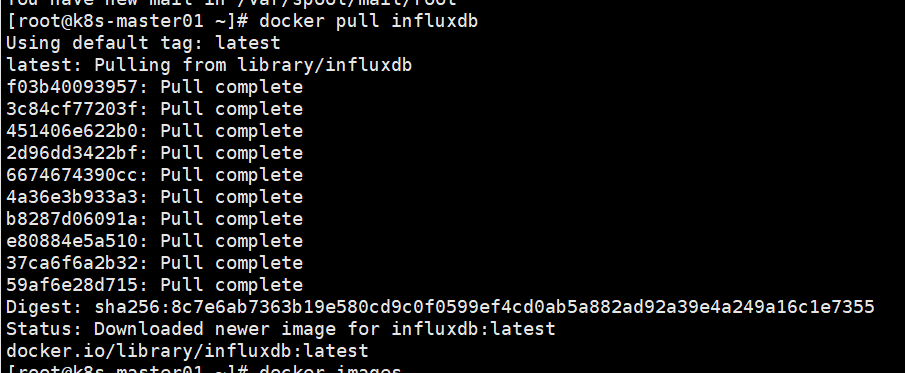 You have new mail in /var/spool/mail/root
[root@k8s-master01 ~]# docker pull influxdb
Using default tag: latest
latest: Pulling from library/influxdb
f03b40093957: Pull complete
3c84cf77203f: Pull complete
451406e622b0: Pull complete
2d96dd3422bf: Pull complete
6674674390cc: Pull complete
4a36e3b933a3: Pull complete
b8287d06091a: Pull complete
e80884e5a510: Pull complete
37ca6f6a2b32: Pull complete
59af6e28d715: Pull complete
Digest: sha256:8c7e6ab7363b19e580cd9c0f0599ef4cd0ab5a882ad92a39e4a249a16c1e7355
Status: Downloaded newer image for influxdb:latest
docker.io/library/influxdb:latest
[root@k8s-master01 ~]# docker images